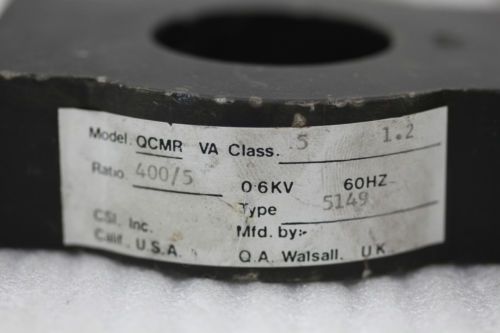 Model. QCMR VA Class. 5 1.2
Ratio 400/5 0.6KV 60HZ
Type 5149
CSI, Inc. Mfd. by:-
Calif., U.S.A. Q.A. Walsall. U.K.